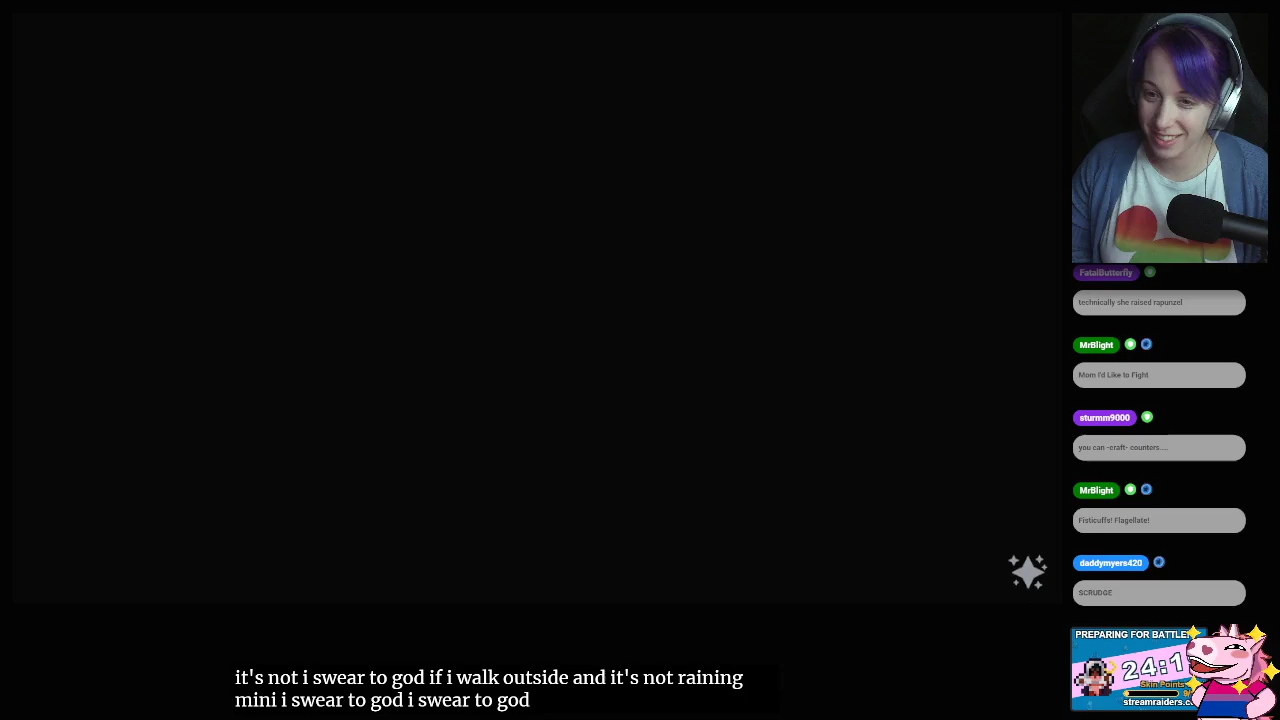 FatalButterfly
technically she raised rapunzel
MrBlight
Mom I'd Like to Fight
sturmm9000
you can -craft- counters....
MrBlight
Fisticuffs! Flagellate!
daddymyers420
SCRUDGE
PREPARING FOR BATTLE
24:1
Skin Points
streamraiders.c
it's not i swear to god if i walk outside and it's not raining
mini i swear to god i swear to god